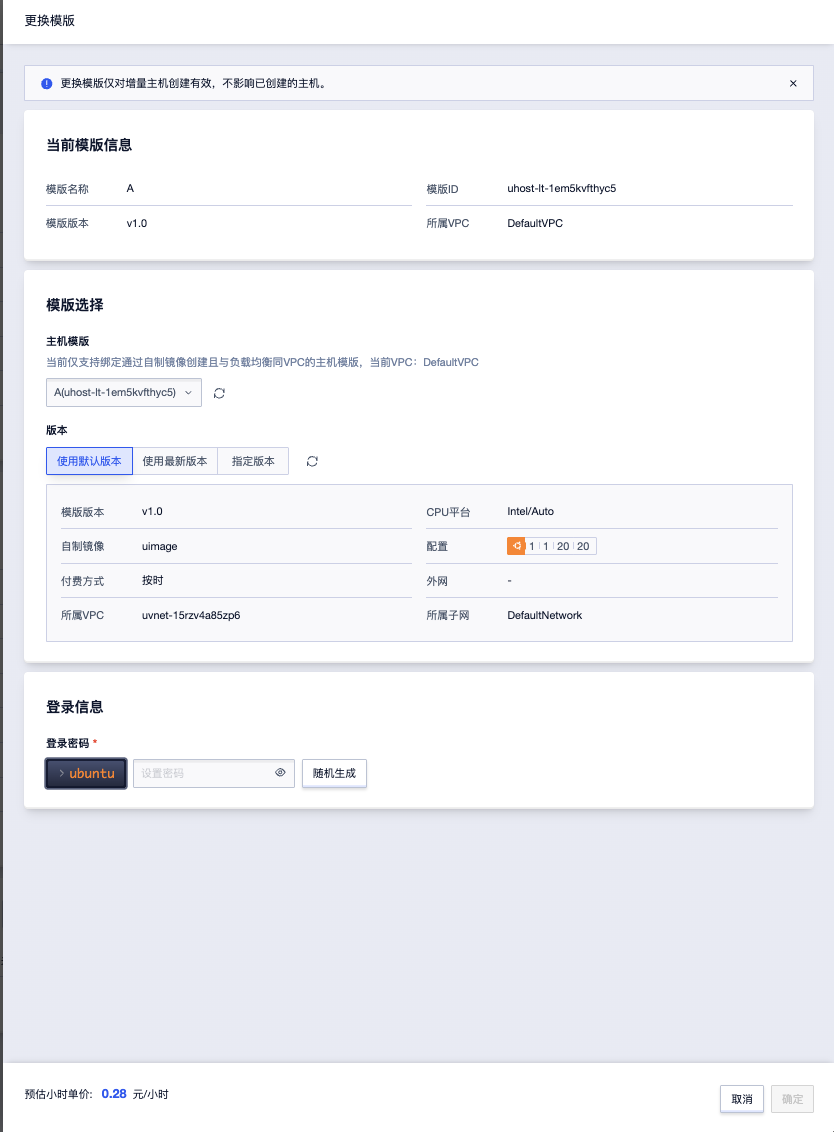 更换模版
更换模版仅对增量主机创建有效，不影响已创建的主机。
当前模版信息
模版名称 A 模版ID uhost-lt-1em5kvfthyc5
模版版本 v1.0 所属VPC DefaultVPC
模版选择
主机模版
当前仅支持绑定通过自制镜像创建且与负载均衡同VPC的主机模版，当前VPC：DefaultVPC
A(uhost-lt-1em5kvfthyc5)
版本
使用默认版本 使用最新版本 指定版本
模版版本 v1.0 CPU平台 Intel/Auto
自制镜像 uimage 配置 1 1 20 20
付费方式 按时 外网 -
所属VPC uvnet-15rzv4a85zp6 所属子网 DefaultNetwork
登录信息
登录密码 *
ubuntu 设置密码 随机生成
预估小时单价: 0.28 元/小时 取消 确定